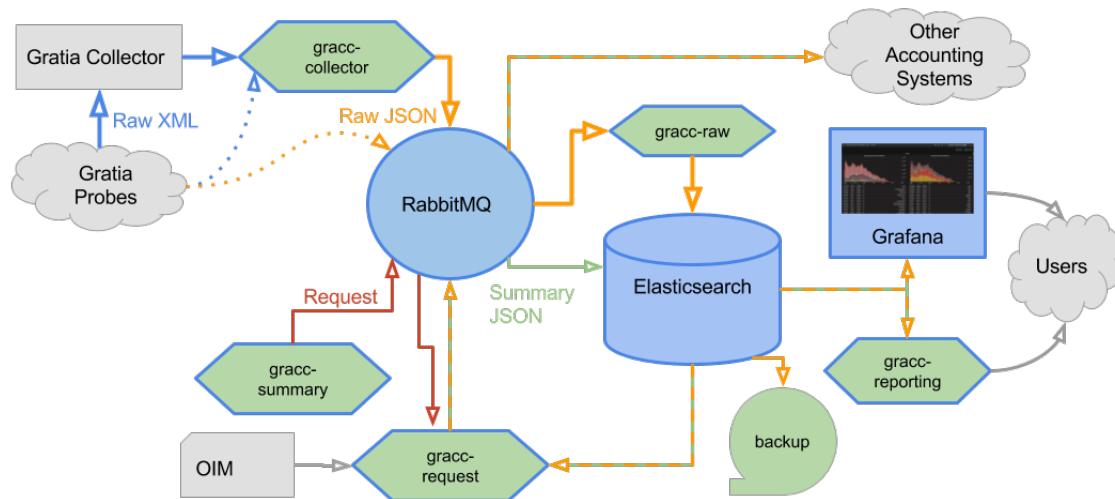 Gratia Collector
gracc-
collector
Other
Accounting
Systems
Raw XML
Raw JSON
gracc-raw
Gratia
Probes
RabbitMQ
Grafana
Request
Summary
JSON
Elasticsearch
Users
gracc-
summary
gracc-
reporting
OIM
gracc-
request
backup